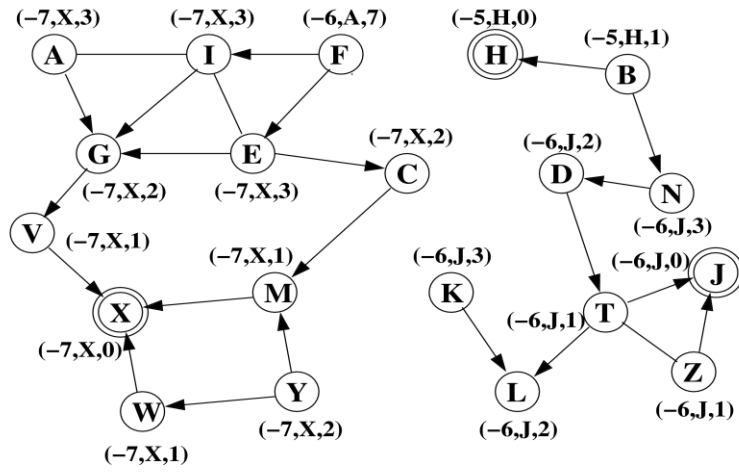 (−7,X,3) (−7,X,3) (−6,A,7) (−5,H,0) (−5,H,1)
A I F H B
(−7,X,2) (−6,J,2)
G E C D N
(−7,X,2) (−7,X,3) (−6,J,3)
V (−7,X,1) (−7,X,1) (−6,J,3) (−6,J,0) J
X M K T
(−7,X,0) (−6,J,1)
W Y L Z
(−7,X,1) (−7,X,2) (−6,J,2) (−6,J,1)